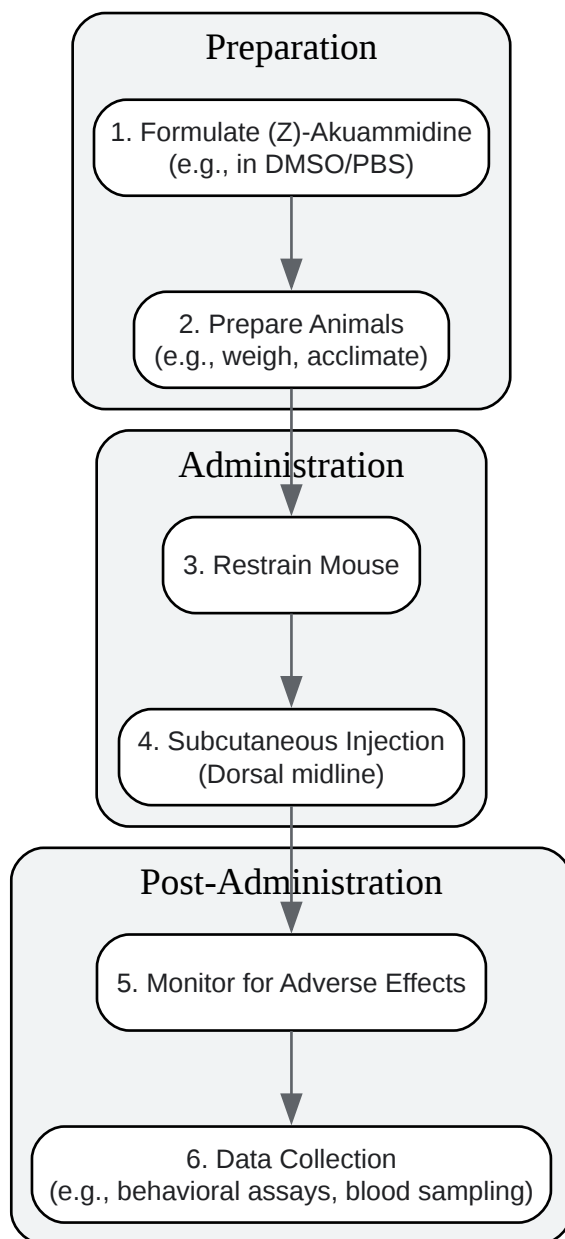 Preparation
1. Formulate (Z)-Akuammidine
(e.g., in DMSO/PBS)
2. Prepare Animals
(e.g., weigh, acclimate)
Administration
3. Restrain Mouse
4. Subcutaneous Injection
(Dorsal midline)
Post-Administration
5. Monitor for Adverse Effects
6. Data Collection
(e.g., behavioral assays, blood sampling)